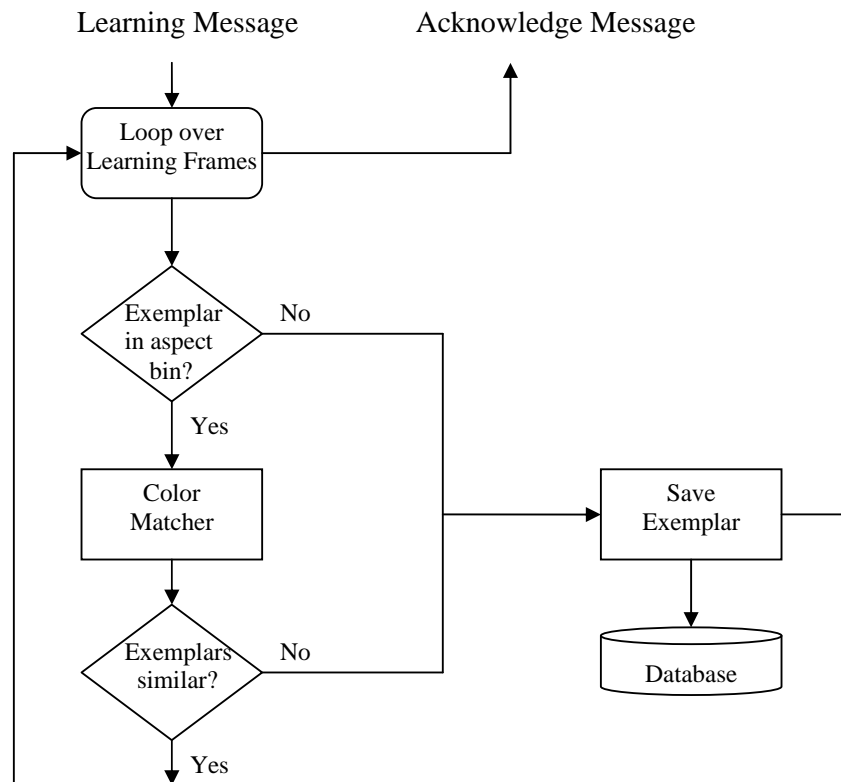 Learning Message
Acknowledge Message
Loop over
Learning Frames
Exemplar
in aspect
bin?
No
Yes
Color
Matcher
Save
Exemplar
Exemplars
similar?
No
Database
Yes